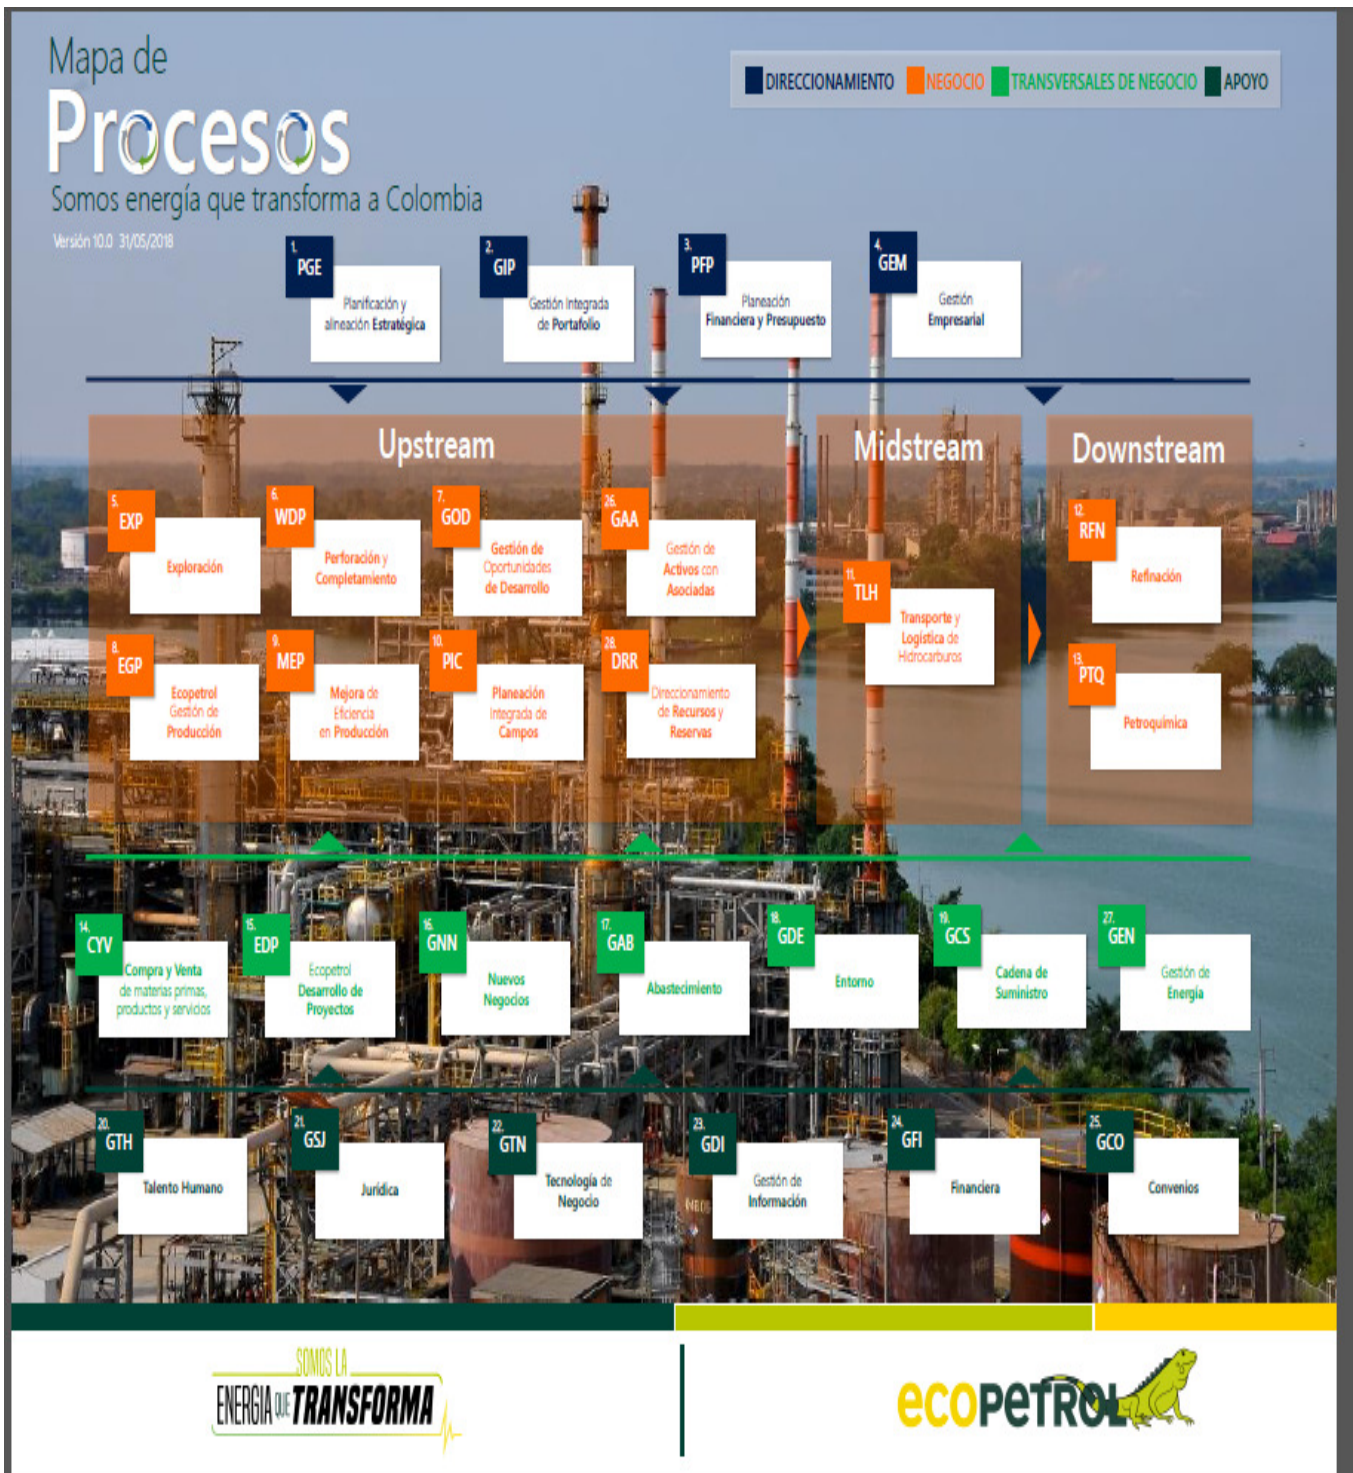 Mapa de
Procesos
Somos energía que transforma a Colombia
Versión 10.0 31/05/2018
DIRECCIONAMIENTO NEGOCIO TRANSVERSALES DE NEGOCIO APOYO
1.
PGE
Planificación y
alineación Estratégica
2.
GIP
Gestión Integrada
de Portafolio
3.
PFP
Planeación
Financiera y Presupuesto
4.
GEM
Gestión
Empresarial
Upstream
5.
EXP
Exploración
6.
WDP
Perforación y
Completamiento
7.
GOD
Gestión de
Oportunidades
de Desarrollo
26.
GAA
Gestión de
Activos con
Asociadas
8.
EGP
Ecopetrol
Gestión de
Producción
9.
MEP
Mejora de
Eficiencia
en Producción
10.
PIC
Planeación
Integrada de
Campos
28.
DRR
Direccionamiento
de Recursos y
Reservas
Midstream
11.
TLH
Transporte y
Logística de
Hidrocarburos
Downstream
12.
RFN
Refinación
13.
PTQ
Petroquímica
14.
CYV
Compra y Venta
de materias primas,
productos y servicios
15.
EDP
Ecopetrol
Desarrollo de
Proyectos
16.
GNN
Nuevos
Negocios
17.
GAB
Abastecimiento
18.
GDE
Entorno
19.
GCS
Cadena de
Suministro
27.
GEN
Gestión de
Energía
20.
GTH
Talento Humano
21.
GSJ
Jurídica
22.
GTN
Tecnología de
Negocio
23.
GDI
Gestión de
Información
24.
GFI
Financiera
25.
GCO
Convenios
SOMOS LA
ENERGIA QUE TRANSFORMA
ecopetrol